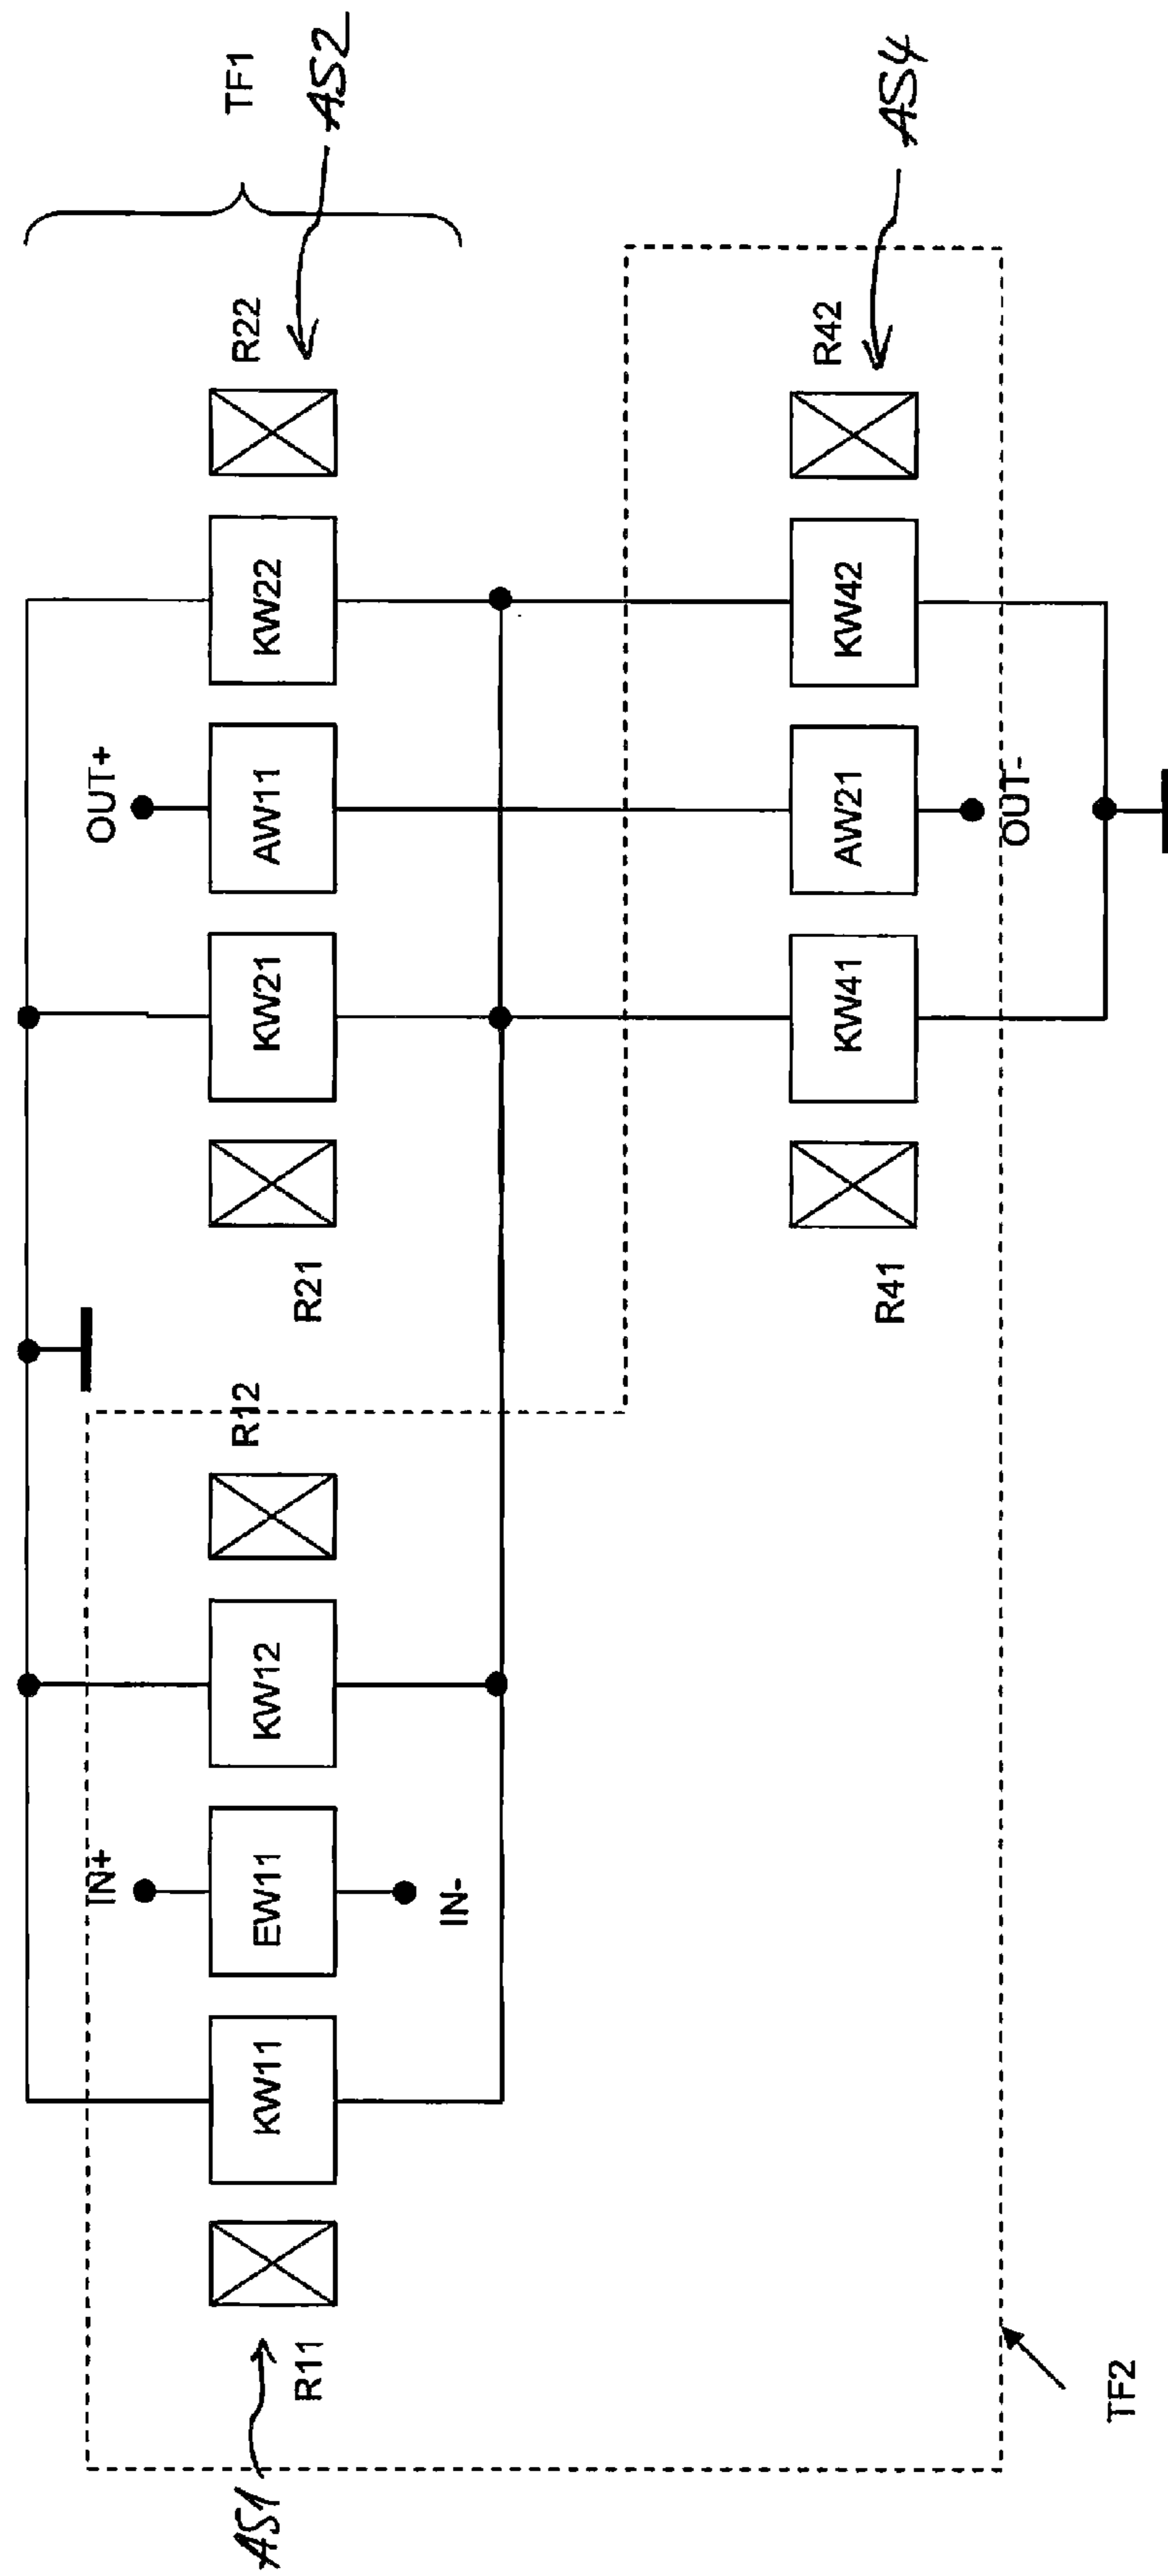 TF1
AS2
AS1
R11
KW11
IN+
EW11
IN-
KW12
R12
R21
KW21
OUT+
AW11
KW22
R22
R41
KW41
AW21
OUT-
KW42
R42
AS4
TF2